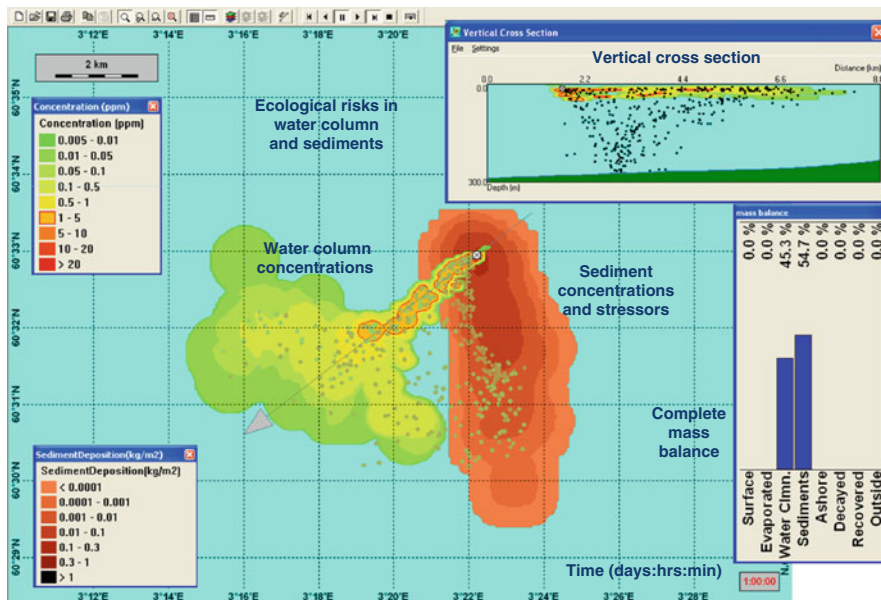 3°12'E
3°14'E
3°16'E
3°18'E
3°20'E
3°22'E
3°24'E
2 km
60°35'N
60°34'N
60°33'N
60°32'N
60°31'N
60°30'N
60°29'N
Concentration (ppm)
Concentration (ppm)
0.005 - 0.01
0.01 - 0.05
0.05 - 0.1
0.1 - 0.5
0.5 - 1
1 - 5
5 - 10
10 - 20
> 20
Ecological risks in
water column
and sediments
Vertical Cross Section
File Settings
Vertical cross section
Distance (km)
0.0
2.2
4.4
6.6
0.0
300.0
Depth (m)
Water column
concentrations
Sediment
concentrations
and stressors
Complete
mass
balance
mass balance
0.0 %
0.0 %
45.3 %
54.7 %
0.0 %
0.0 %
0.0 %
0.0 %
Surface
Evaporated
Water Clmn.
Sediments
Ashore
Decayed
Recovered
Outside
SedimentDeposition(kg/m2)
SedimentDeposition(kg/m2)
< 0.0001
0.0001 - 0.001
0.001 - 0.01
0.01 - 0.1
0.1 - 0.3
0.3 - 1
> 1
Time (days:hrs:min)
1:00:00
3°12'E
3°14'E
3°16'E
3°18'E
3°20'E
3°22'E
3°24'E